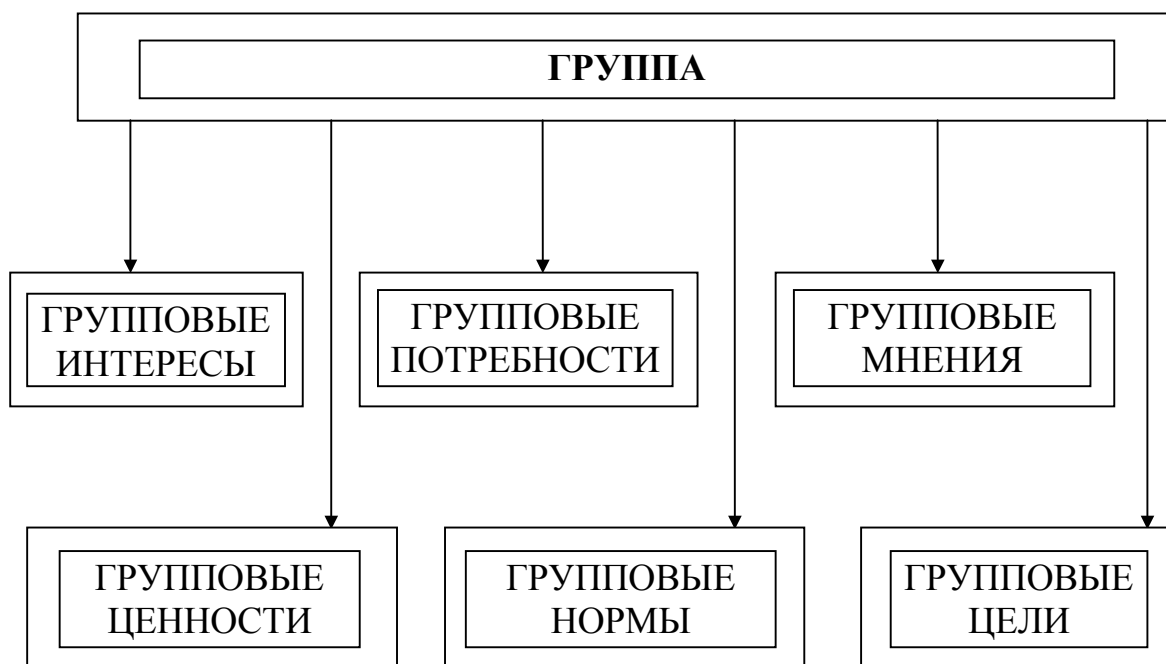 ГРУППА
ГРУППОВЫЕ
ИНТЕРЕСЫ
ГРУППОВЫЕ
ПОТРЕБНОСТИ
ГРУППОВЫЕ
МНЕНИЯ
ГРУППОВЫЕ
ЦЕННОСТИ
ГРУППОВЫЕ
НОРМЫ
ГРУППОВЫЕ
ЦЕЛИ